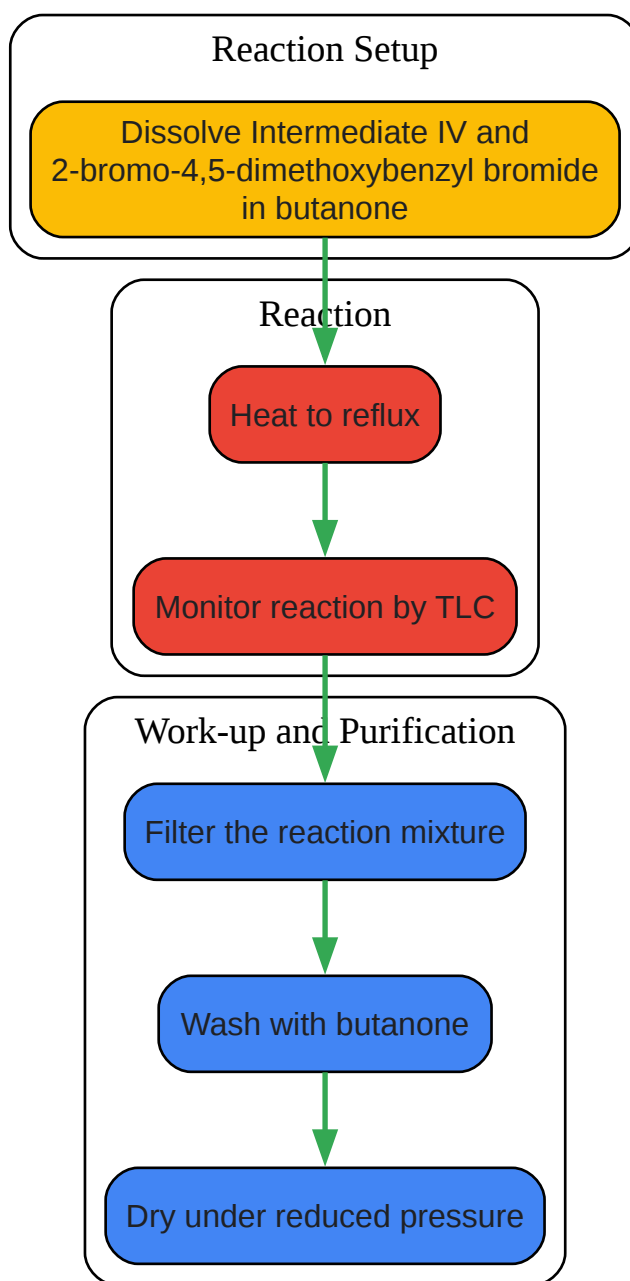 Reaction Setup
Dissolve Intermediate IV and
2-bromo-4,5-dimethoxybenzyl bromide
in butanone
Reaction
Heat to reflux
Monitor reaction by TLC
Work-up and Purification
Filter the reaction mixture
Wash with butanone
Dry under reduced pressure